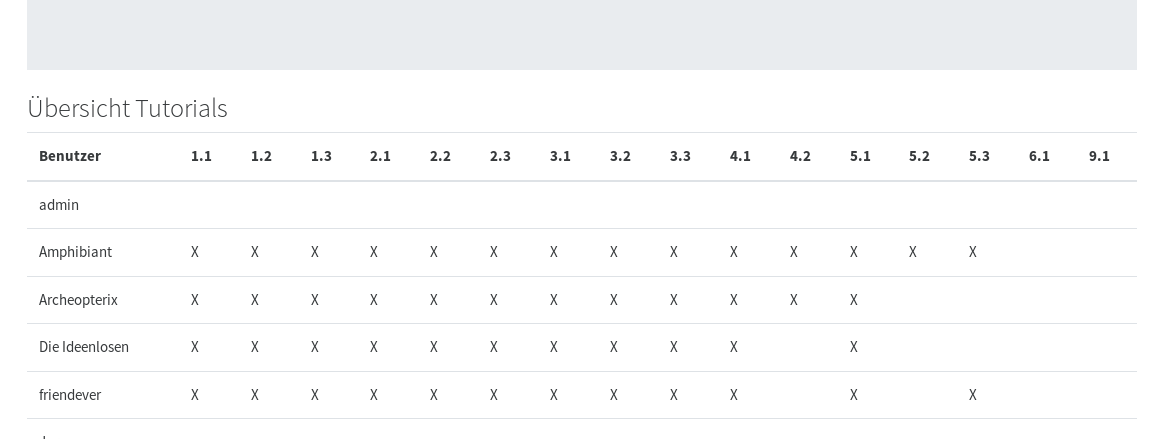 Übersicht Tutorials
Benutzer 1.1 1.2 1.3 2.1 2.2 2.3 3.1 3.2 3.3 4.1 4.2 5.1 5.2 5.3 6.1 9.1
admin
Amphibiant X X X X X X X X X X X X X X
Archeopterix X X X X X X X X X X X X
Die Ideenlosen X X X X X X X X X X X
friendever X X X X X X X X X X X X